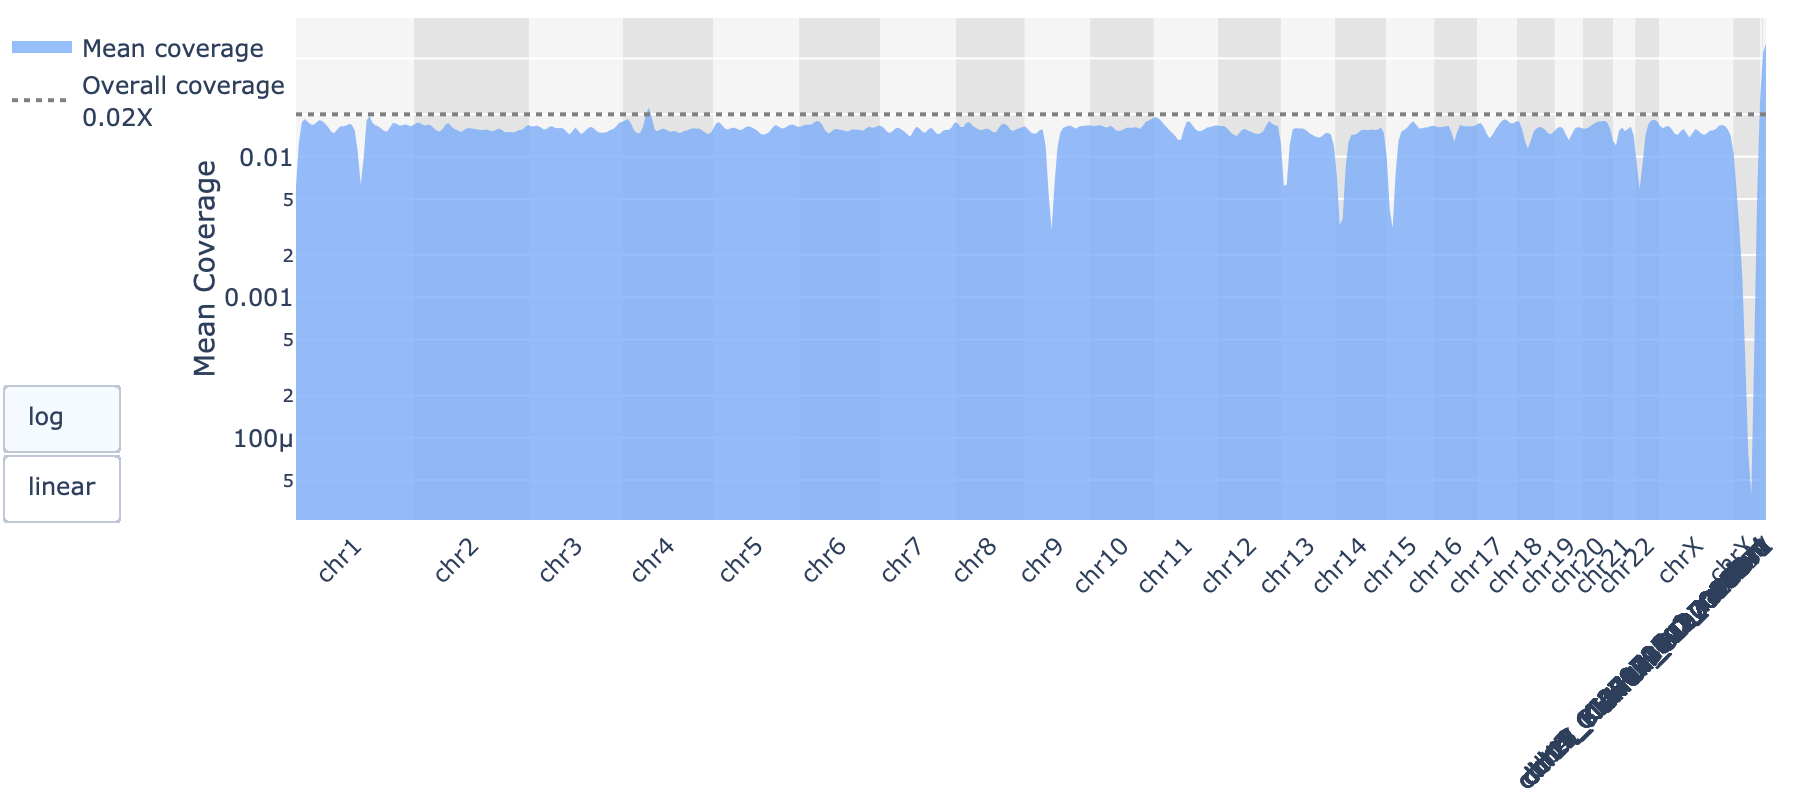 Mean coverage
Overall coverage
0.02X
Mean Coverage
0.01
5
2
0.001
5
2
100μ
5
log
linear
chr1
chr2
chr3
chr4
chr5
chr6
chr7
chr8
chr9
chr10
chr11
chr12
chr13
chr14
chr15
chr16
chr17
chr18
chr19
chr20
chr21
chr22
chrX